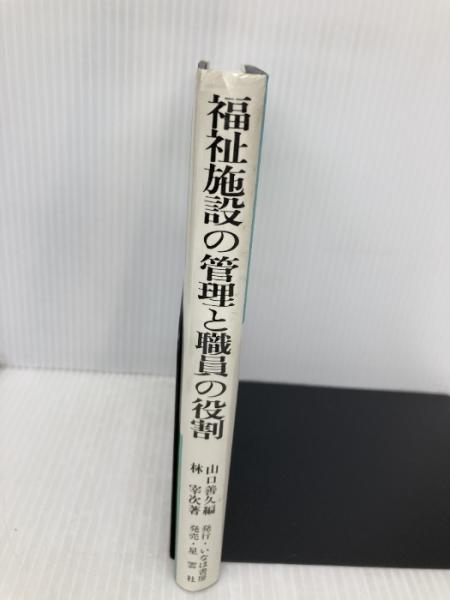 福祉施設の管理と職員の役割
山口善久編
林宰次著
発行・いなほ書房
発売・星雲社